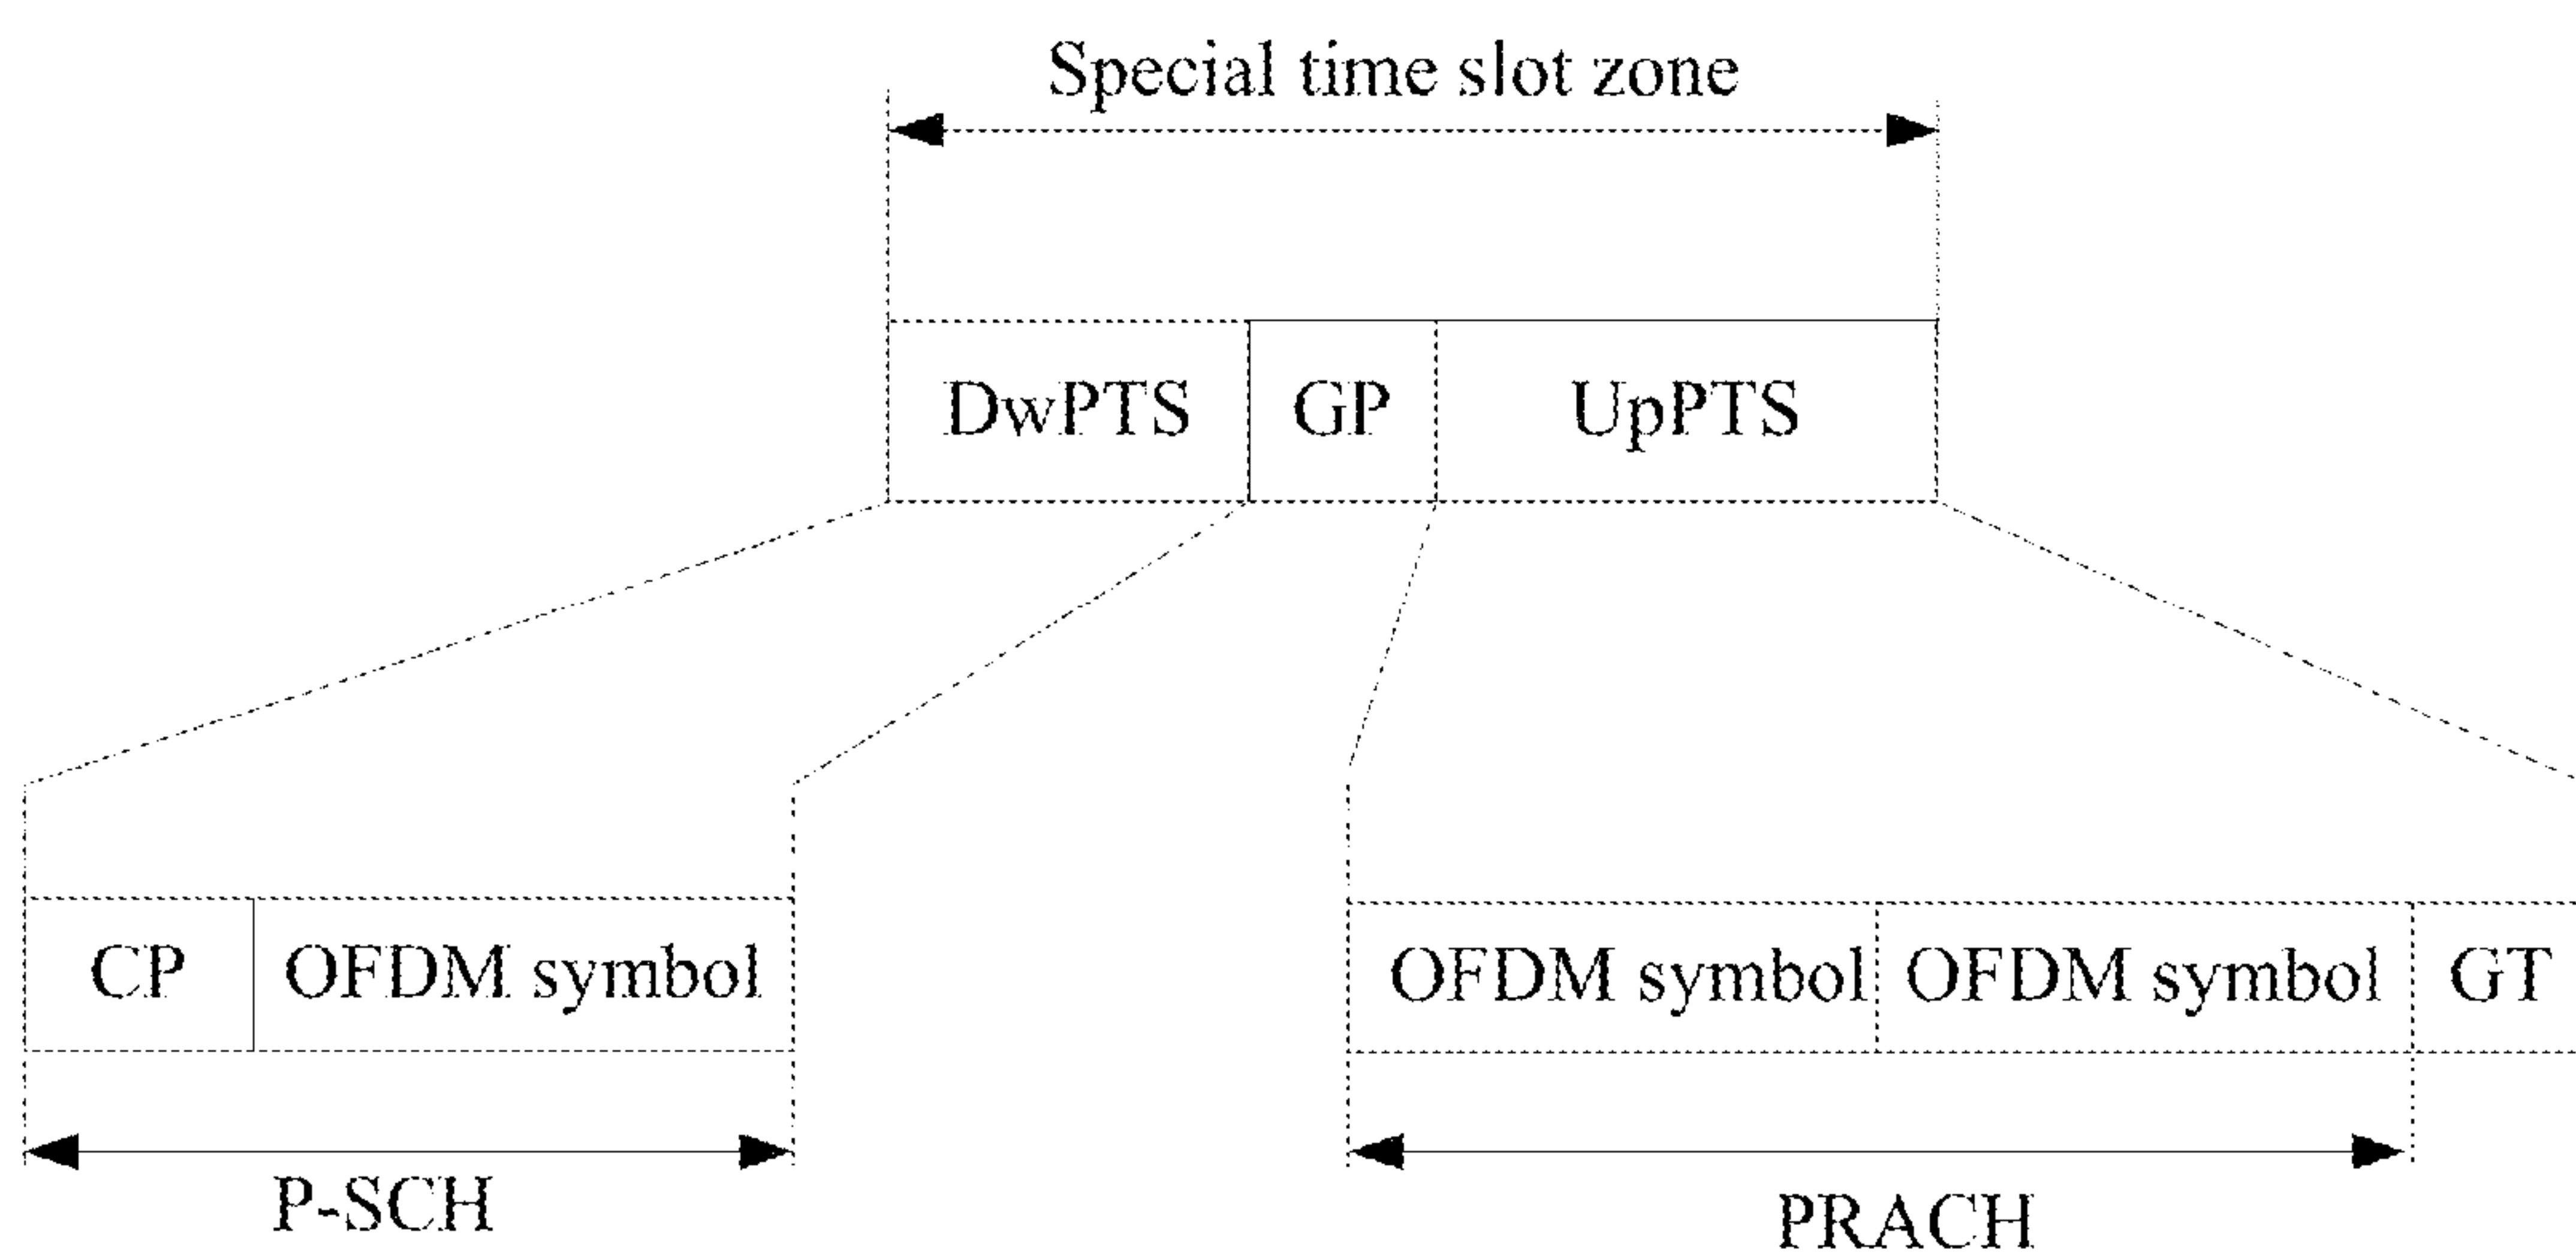 Special time slot zone
DwPTS GP UpPTS
CP OFDM symbol OFDM symbol OFDM symbol GT
P-SCH PRACH